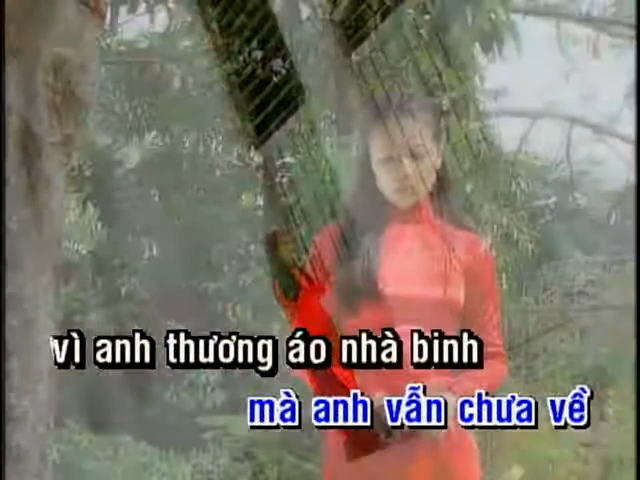 vì anh thương áo nhà binh
mà anh vẫn chưa về